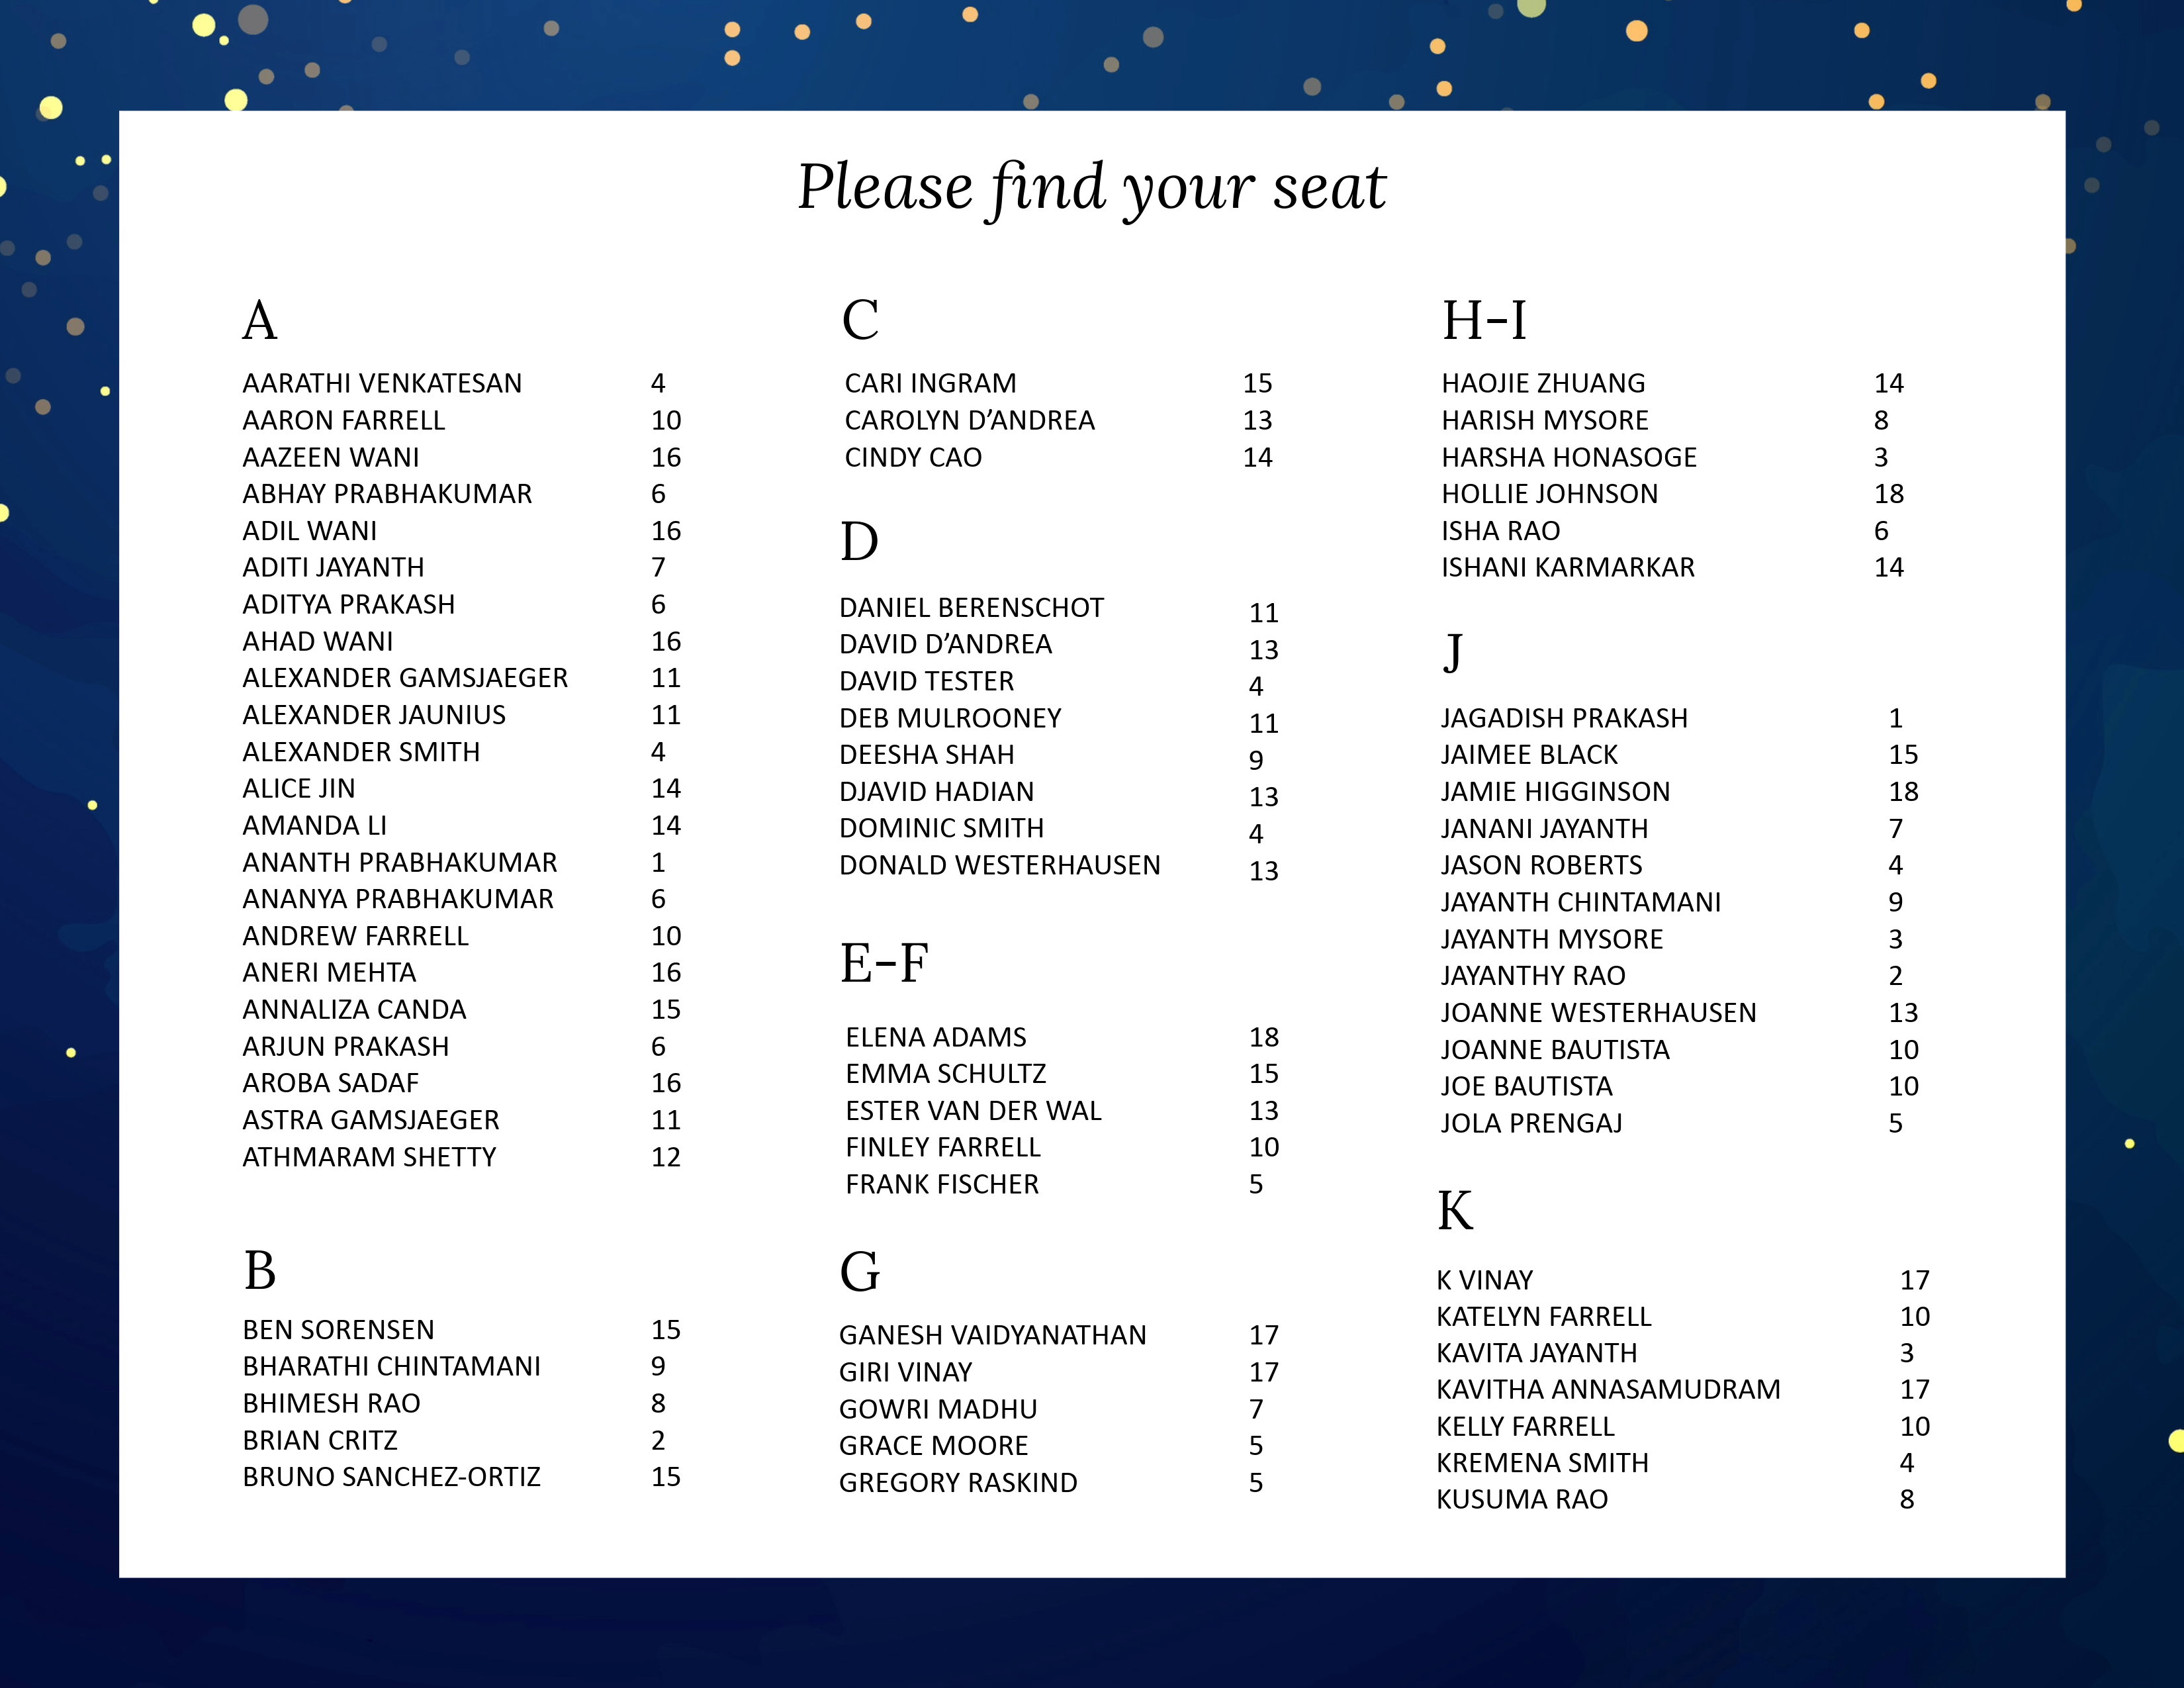 Please find your seat
A
AARATHI VENKATESAN 4
AARON FARRELL 10
AAZEEN WANI 16
ABHAY PRABHAKUMAR 6
ADIL WANI 16
ADITI JAYANTH 7
ADITYA PRAKASH 6
AHAD WANI 16
ALEXANDER GAMSJAEGER 11
ALEXANDER JAUNIUS 11
ALEXANDER SMITH 4
ALICE JIN 14
AMANDA LI 14
ANANTH PRABHAKUMAR 1
ANANYA PRABHAKUMAR 6
ANDREW FARRELL 10
ANERI MEHTA 16
ANNALIZA CANDA 15
ARJUN PRAKASH 6
AROBA SADAF 16
ASTRA GAMSJAEGER 11
ATHMARAM SHETTY 12
B
BEN SORENSEN 15
BHARATHI CHINTAMANI 9
BHIMESH RAO 8
BRIAN CRITZ 2
BRUNO SANCHEZ-ORTIZ 15
C
CARI INGRAM 15
CAROLYN D’ANDREA 13
CINDY CAO 14
D
DANIEL BERENSCHOT 11
DAVID D’ANDREA 13
DAVID TESTER 4
DEB MULROONEY 11
DEESHA SHAH 9
DJAVID HADIAN 13
DOMINIC SMITH 4
DONALD WESTERHAUSEN 13
E-F
ELENA ADAMS 18
EMMA SCHULTZ 15
ESTER VAN DER WAL 13
FINLEY FARRELL 10
FRANK FISCHER 5
G
GANESH VAIDYANATHAN 17
GIRI VINAY 17
GOWRI MADHU 7
GRACE MOORE 5
GREGORY RASKIND 5
H-I
HAOJIE ZHUANG 14
HARISH MYSORE 8
HARSHA HONASOGE 3
HOLLIE JOHNSON 18
ISHA RAO 6
ISHANI KARMARKAR 14
J
JAGADISH PRAKASH 1
JAIMEE BLACK 15
JAMIE HIGGINSON 18
JANANI JAYANTH 7
JASON ROBERTS 4
JAYANTH CHINTAMANI 9
JAYANTH MYSORE 3
JAYANTHY RAO 2
JOANNE WESTERHAUSEN 13
JOANNE BAUTISTA 10
JOE BAUTISTA 10
JOLA PRENGAJ 5
K
K VINAY 17
KATELYN FARRELL 10
KAVITA JAYANTH 3
KAVITHA ANNASAMUDRAM 17
KELLY FARRELL 10
KREMENA SMITH 4
KUSUMA RAO 8